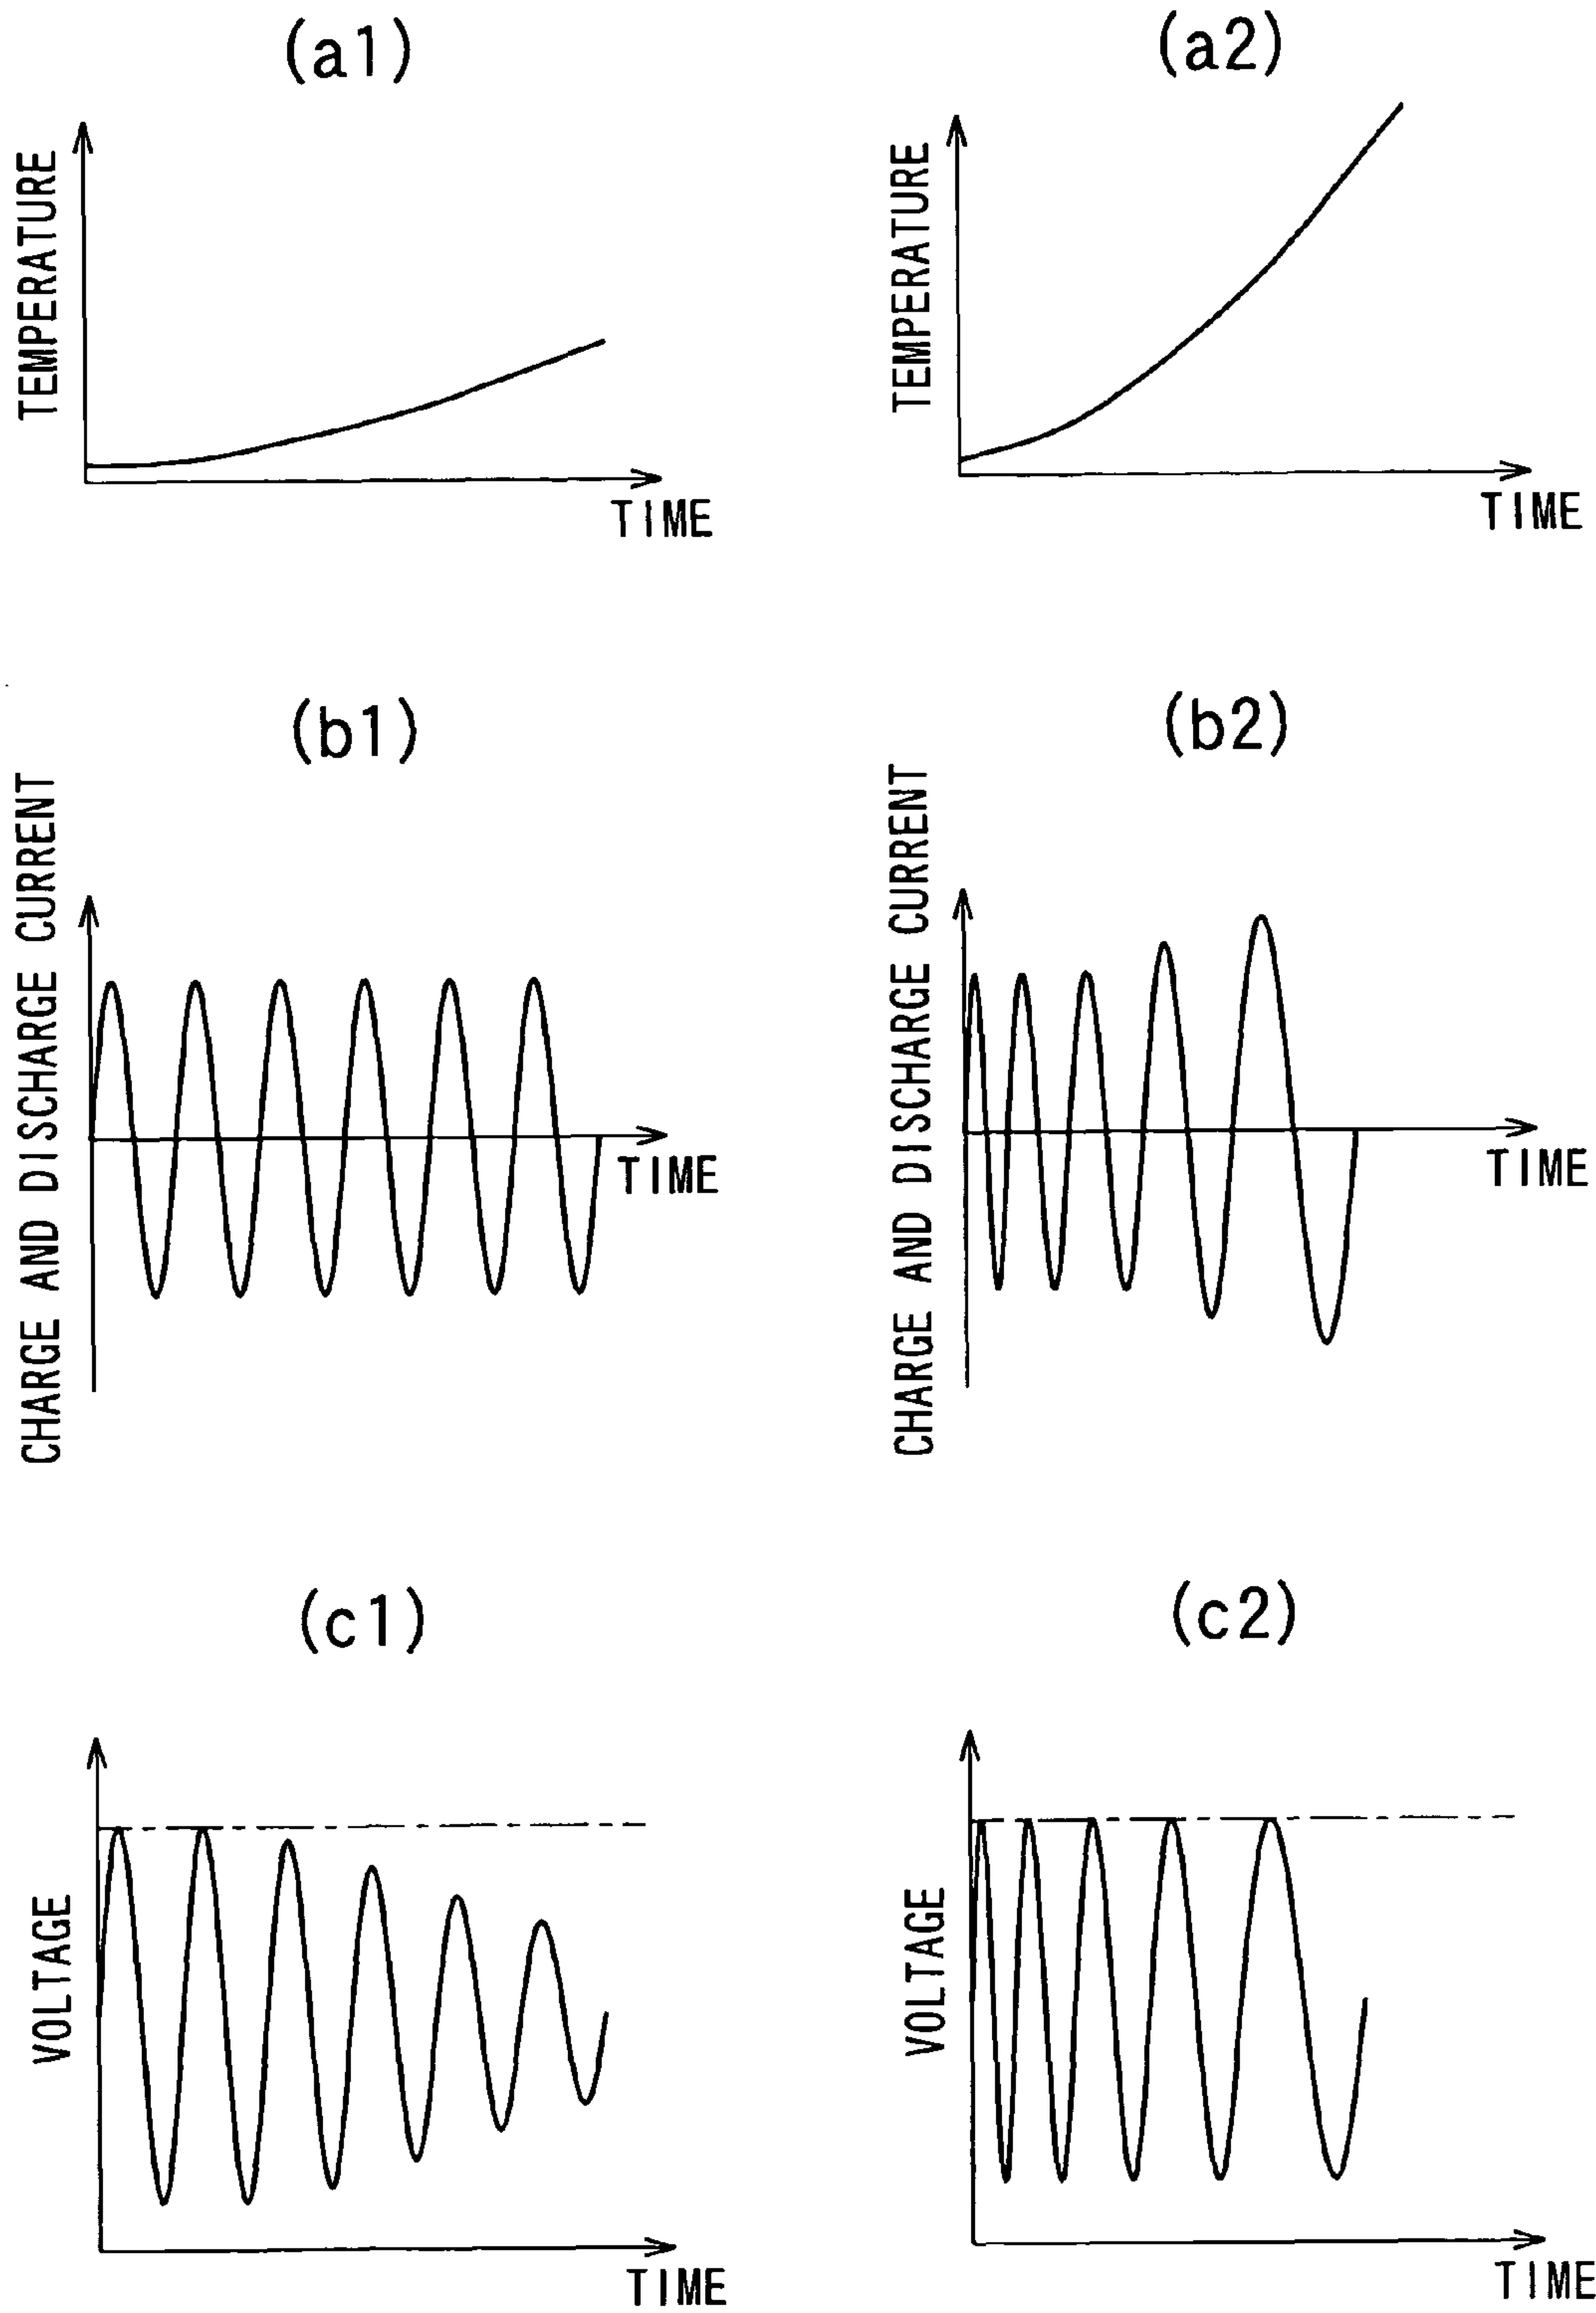 (a1)
TEMPERATURE
TIME
(a2)
TEMPERATURE
TIME
(b1)
CHARGE AND DISCHARGE CURRENT
TIME
(b2)
CHARGE AND DISCHARGE CURRENT
TIME
(c1)
VOLTAGE
TIME
(c2)
VOLTAGE
TIME